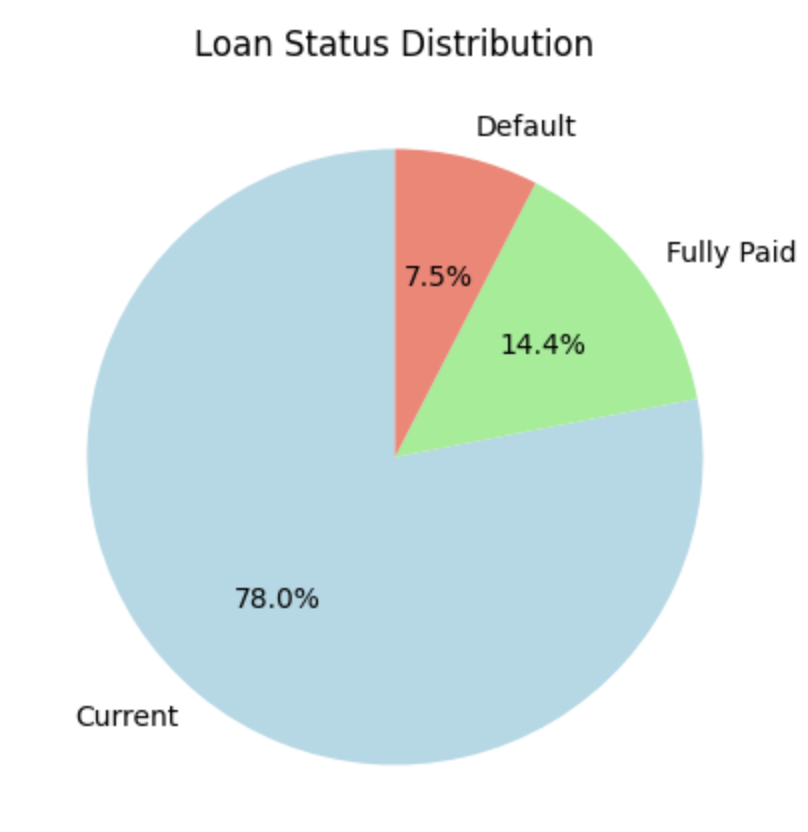 Loan Status Distribution
Default
Fully Paid
7.5%
14.4%
78.0%
Current